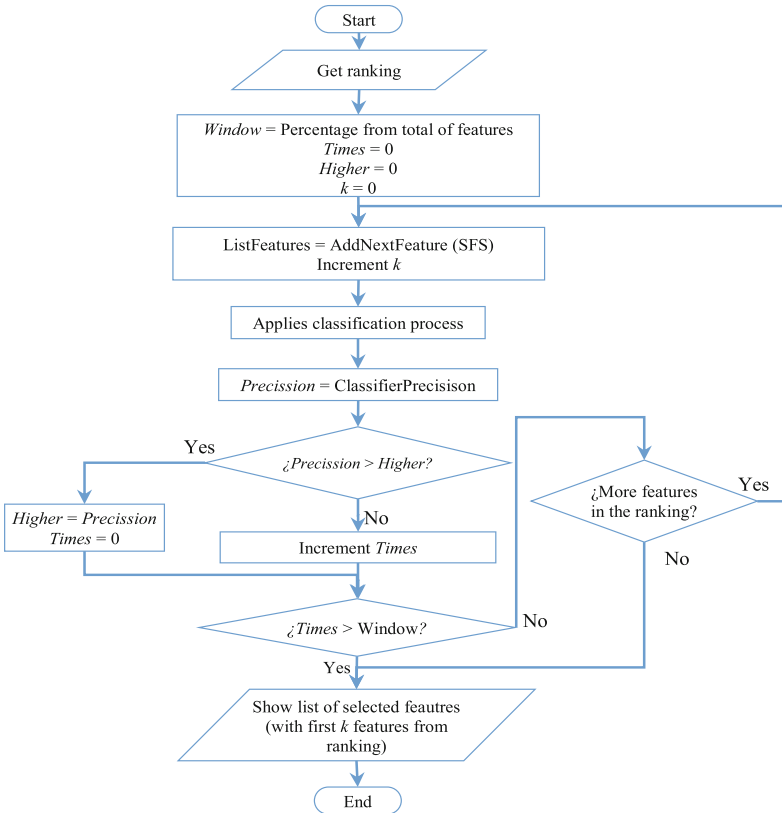 Start
Get ranking
Window = Percentage from total of features
Times = 0
Higher = 0
k = 0
ListFeatures = AddNextFeature (SFS)
Increment k
Applies classification process
Precission = ClassifierPrecisison
¿Precission > Higher?
Yes
No
Higher = Precission
Times = 0
Increment Times
¿Times > Window?
No
Yes
¿More features
in the ranking?
Yes
No
Show list of selected feautres
(with first k features from
ranking)
End